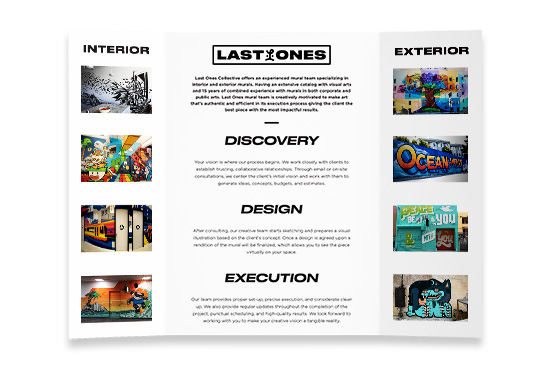 INTERIOR
LAST ONES
EXTERIOR
Last Ones Collective offers an experienced mural team specializing in
interior and exterior murals. Having an extensive catalog with visual arts
and 15 years of combined experience with murals in both corporate and
public arts. Last Ones mural team is creatively motivated to make art
that's authentic and efficient in its execution process giving the client the
best piece with the most impactful results.
DISCOVERY
Your vision is where our process begins. We work closely with clients to
establish trusting, collaborative relationships. Through email or on-site
consultations, we center the client's initial vision and work with them to
generate ideas, concepts, budgets, and estimates.
OCEAN
DESIGN
After consulting, our creative team starts sketching and prepares a visual
illustration based on the client's concept. Once a design is agreed upon a
rendition of the mural will be finalized, which allows you to see the piece
virtually on your space.
PEACE
BE
YOU
YOU
EXECUTION
Our team provides proper set-up, precise execution, and considerate clean
up. We also provide regular updates throughout the completion of the
project, punctual scheduling, and high-quality results. We look forward to
working with you to make your creative vision a tangible reality.